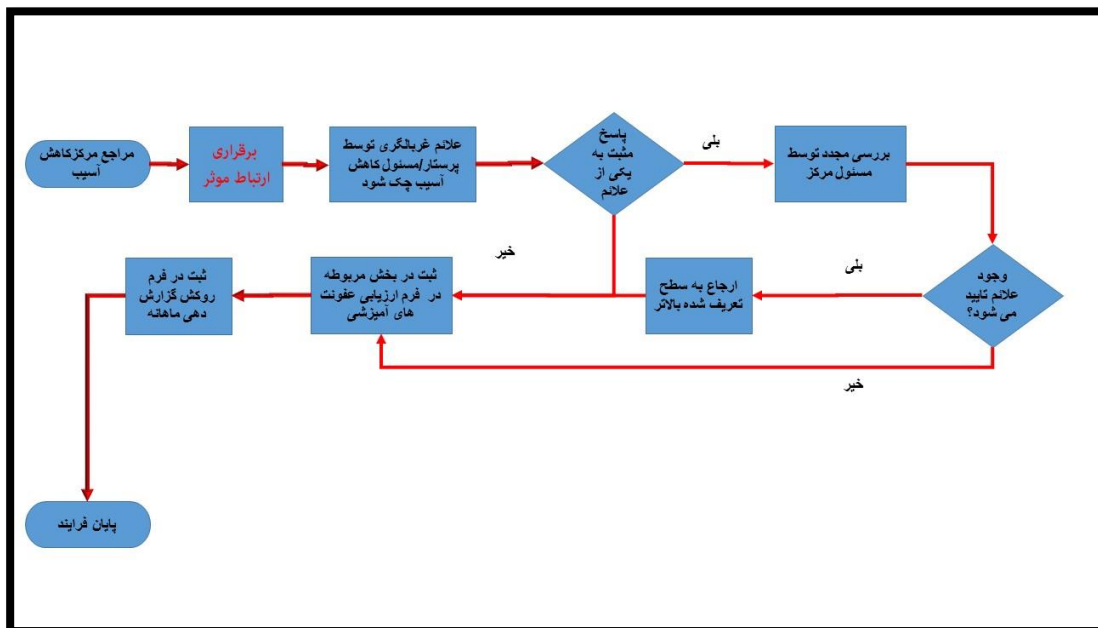 مراجع مرکزکاهش
آسیب
برقراری
ارتباط موثر
علائم غربالگری توسط
پرستار/مسئول کاهش
آسیب چک شود
پاسخ
مثبت به
یکی از
علائم
بلی
بررسی مجدد توسط
مسئول مرکز
وجود
علائم تایید
می شود؟
بلی
ارجاع به سطح
تعریف شده بالاتر
خیر
ثبت در بخش مربوطه
در فرم ارزیابی عفونت
های آمیزشی
ثبت در فرم
روکش گزارش
دهی ماهانه
خیر
پایان فرایند